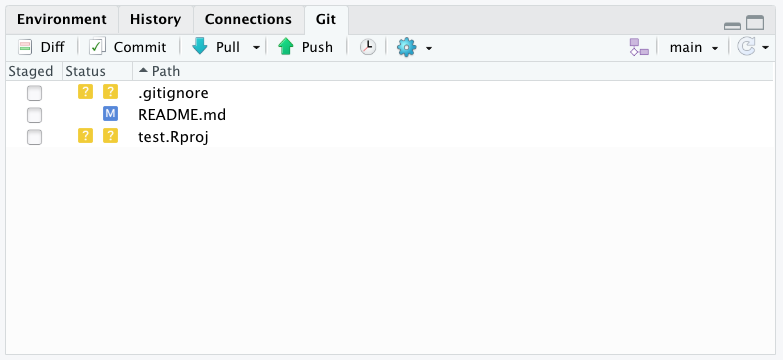 Environment History Connections Git
Diff Commit Pull Push main
Staged Status Path
? ? .gitignore
M README.md
? ? test.Rproj